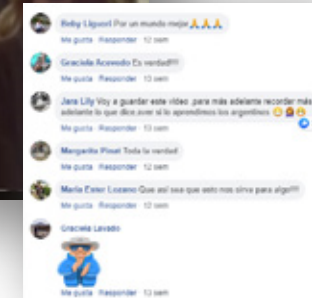 Beby Liguori Por un mundo mejor 🙏🙏🙏
Me gusta Responder 12 sem
Graciela Acevedo Es verdad!!!
Me gusta Responder 13 sem
Jara Lily Voy a guardar este video ,para más adelante recordar más
adelante lo que dice,aver si lo aprendimos los argentinos
Me gusta Responder 13 sem
Margarita Pinat Toda la verdad
Me gusta Responder 12 sem
Maria Ester Lozano Que así sea que esto nos sirva para algo!!!
Me gusta Responder 12 sem
Graciela Lavado
Me gusta Responder 13 sem